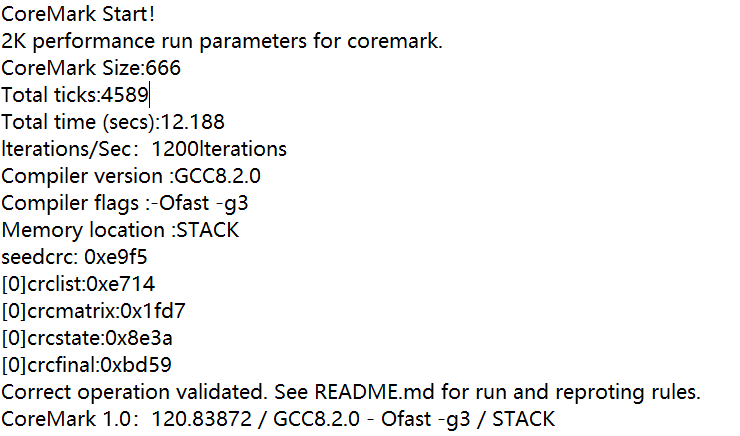 CoreMark Start!
2K performance run parameters for coremark.
CoreMark Size:666
Total ticks:4589
Total time (secs):12.188
lterations/Sec：1200lterations
Compiler version :GCC8.2.0
Compiler flags :-Ofast -g3
Memory location :STACK
seedcrc: 0xe9f5
[0]crclist:0xe714
[0]crcmatrix:0x1fd7
[0]crcstate:0x8e3a
[0]crcfinal:0xbd59
Correct operation validated. See README.md for run and reproting rules.
CoreMark 1.0：120.83872 / GCC8.2.0 - Ofast -g3 / STACK